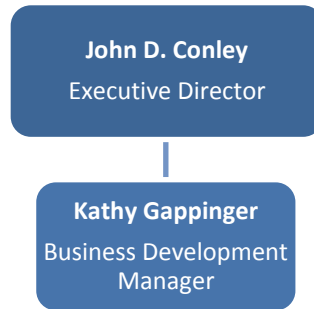 John D. Conley
Executive Director
Kathy Gappinger
Business Development
Manager